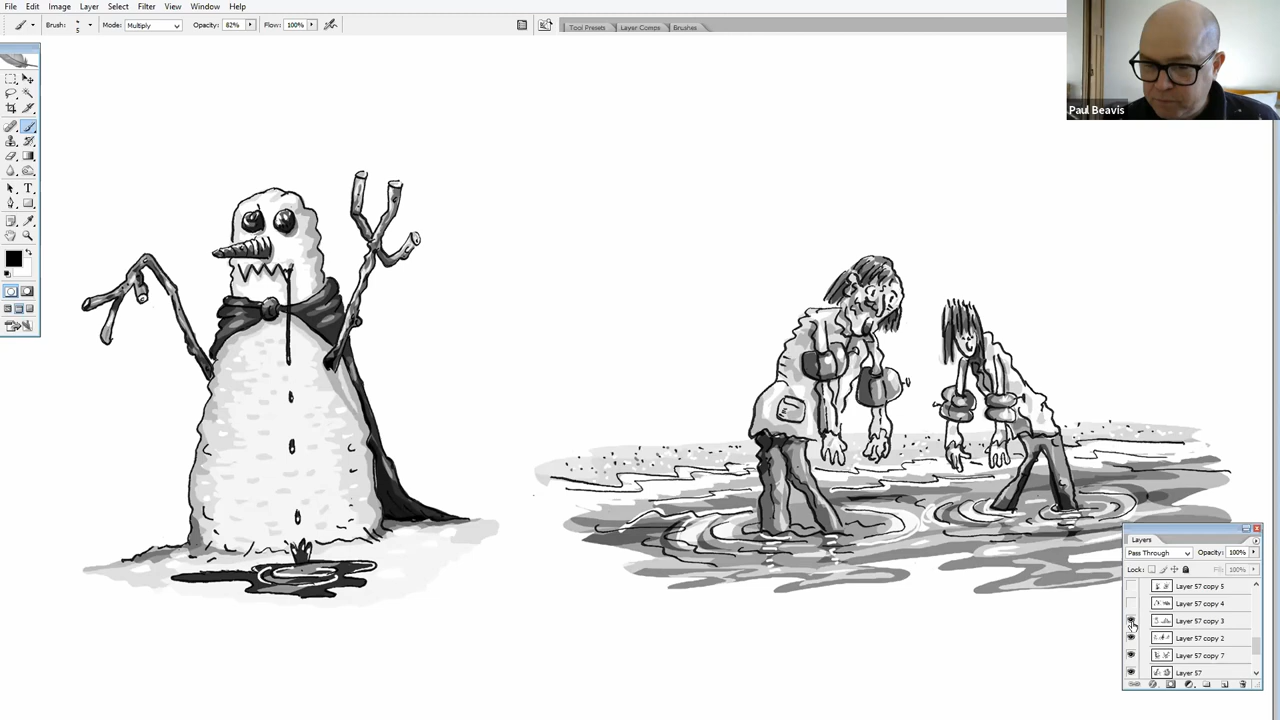 File Edit Image Layer Select Filter View Window Help
Brush: 5 Mode: Multiply Opacity: 82% Flow: 100% Tool Presets Layer Comps Brushes
Paul Beavis
Layers
Pass Through Opacity: 100%
Lock: Fill: 100%
Layer 57 copy 5
Layer 57 copy 4
Layer 57 copy 3
Layer 57 copy 2
Layer 57 copy 7
Layer 57